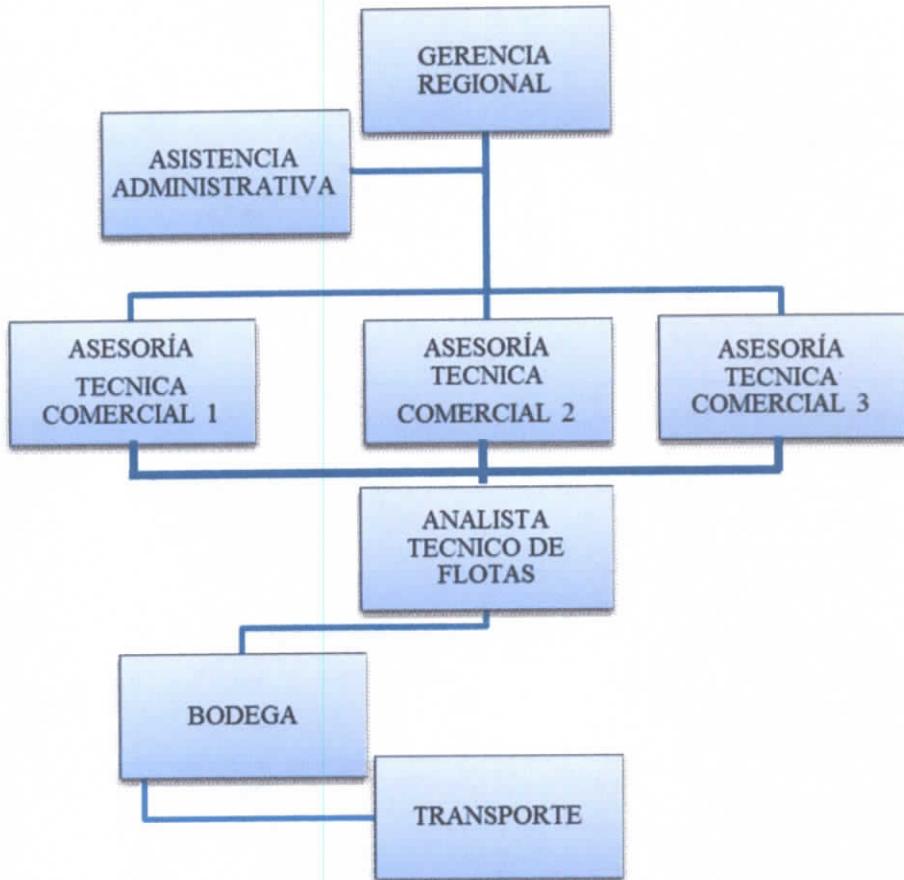 GERENCIA
REGIONAL
ASISTENCIA
ADMINISTRATIVA
ASESORÍA
TECNICA
COMERCIAL 1
ASESORÍA
TECNICA
COMERCIAL 2
ASESORÍA
TECNICA
COMERCIAL 3
ANALISTA
TECNICO DE
FLOTAS
BODEGA
TRANSPORTE